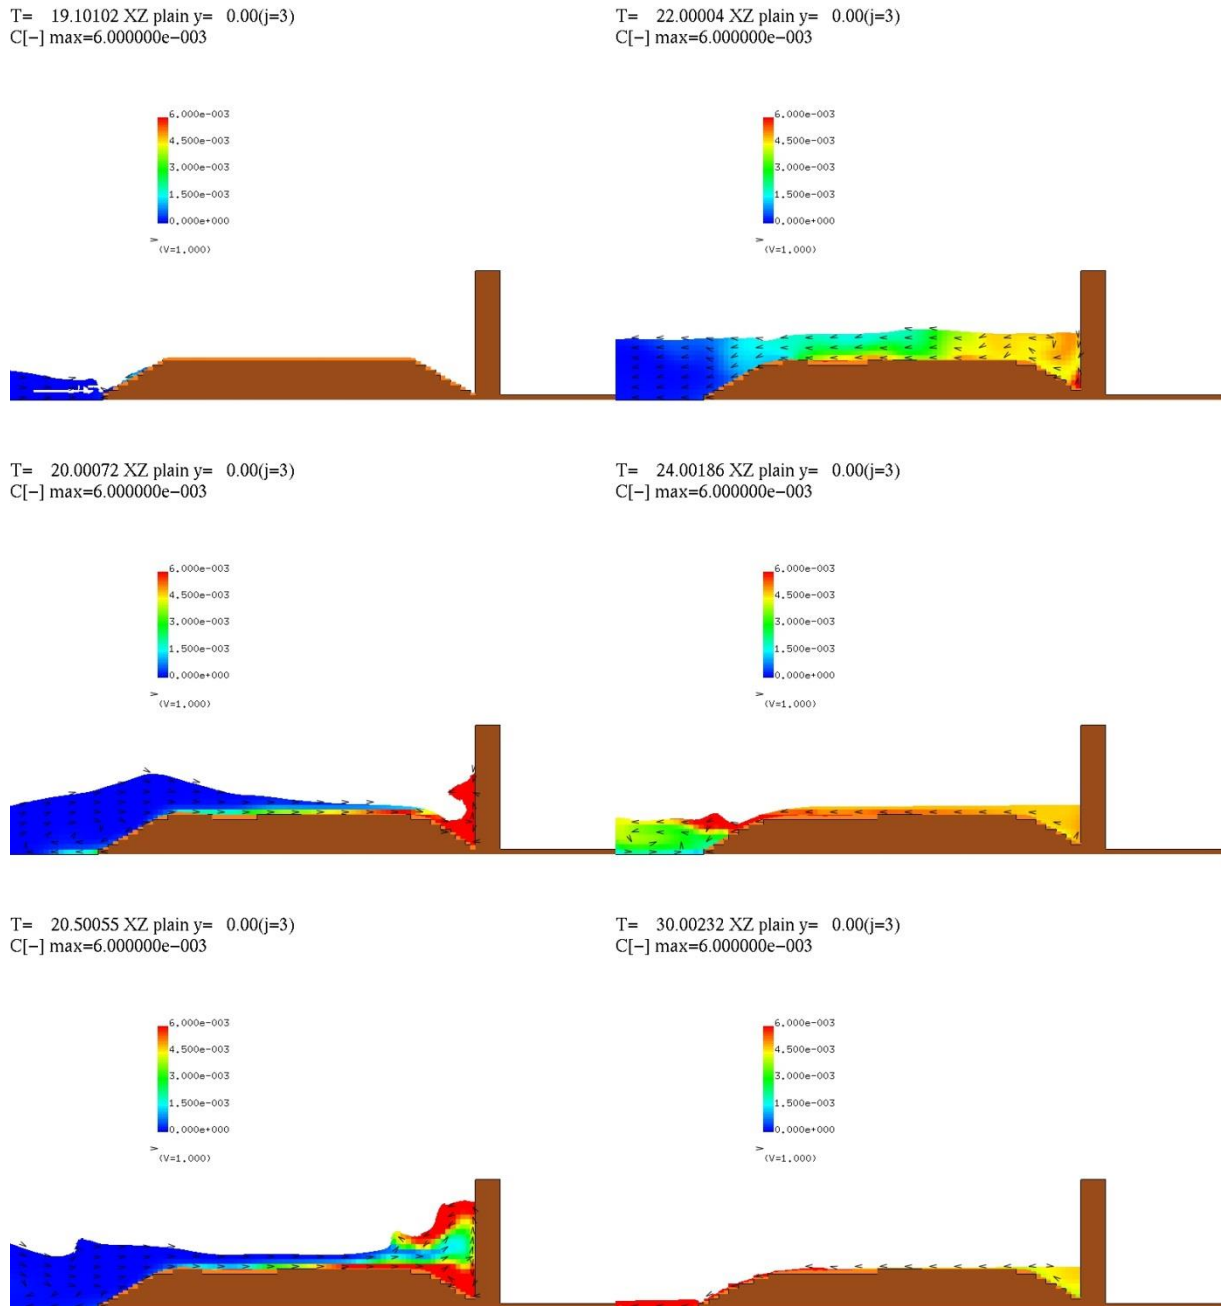 T= 19.10102 XZ plain y= 0.00(j=3)
C[−] max=6.000000e−003
6.000e-003
4.500e-003
3.000e-003
1.500e-003
0.000e+000
(V=1.000)
T= 20.00072 XZ plain y= 0.00(j=3)
C[−] max=6.000000e−003
6.000e-003
4.500e-003
3.000e-003
1.500e-003
0.000e+000
(V=1.000)
T= 20.50055 XZ plain y= 0.00(j=3)
C[−] max=6.000000e−003
6.000e-003
4.500e-003
3.000e-003
1.500e-003
0.000e+000
(V=1.000)
T= 22.00004 XZ plain y= 0.00(j=3)
C[−] max=6.000000e−003
6.000e-003
4.500e-003
3.000e-003
1.500e-003
0.000e+000
(V=1.000)
T= 24.00186 XZ plain y= 0.00(j=3)
C[−] max=6.000000e−003
6.000e-003
4.500e-003
3.000e-003
1.500e-003
0.000e+000
(V=1.000)
T= 30.00232 XZ plain y= 0.00(j=3)
C[−] max=6.000000e−003
6.000e-003
4.500e-003
3.000e-003
1.500e-003
0.000e+000
(V=1.000)